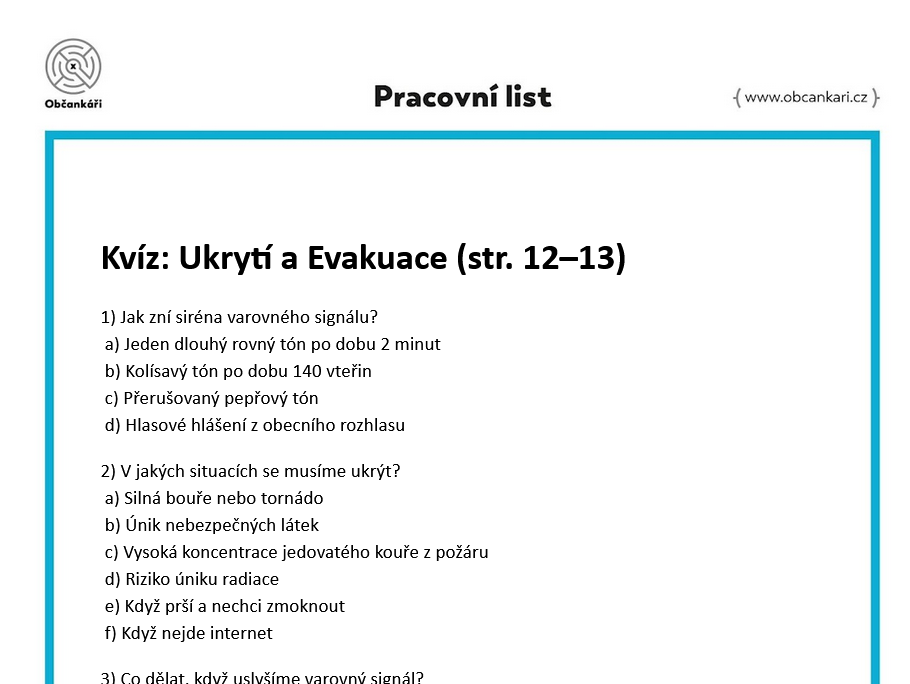 Občankáři
Pracovní list
www.obcankari.cz
Kvíz: Ukrytí a Evakuace (str. 12–13)
1) Jak zní siréna varovného signálu?
a) Jeden dlouhý rovný tón po dobu 2 minut
b) Kolísavý tón po dobu 140 vteřin
c) Přerušovaný pepřový tón
d) Hlasové hlášení z obecního rozhlasu
2) V jakých situacích se musíme ukrýt?
a) Silná bouře nebo tornádo
b) Únik nebezpečných látek
c) Vysoká koncentrace jedovatého kouře z požáru
d) Riziko úniku radiace
e) Když prší a nechci zmoknout
f) Když nejde internet
3) Co dělat, když uslyšíme varovný signál?